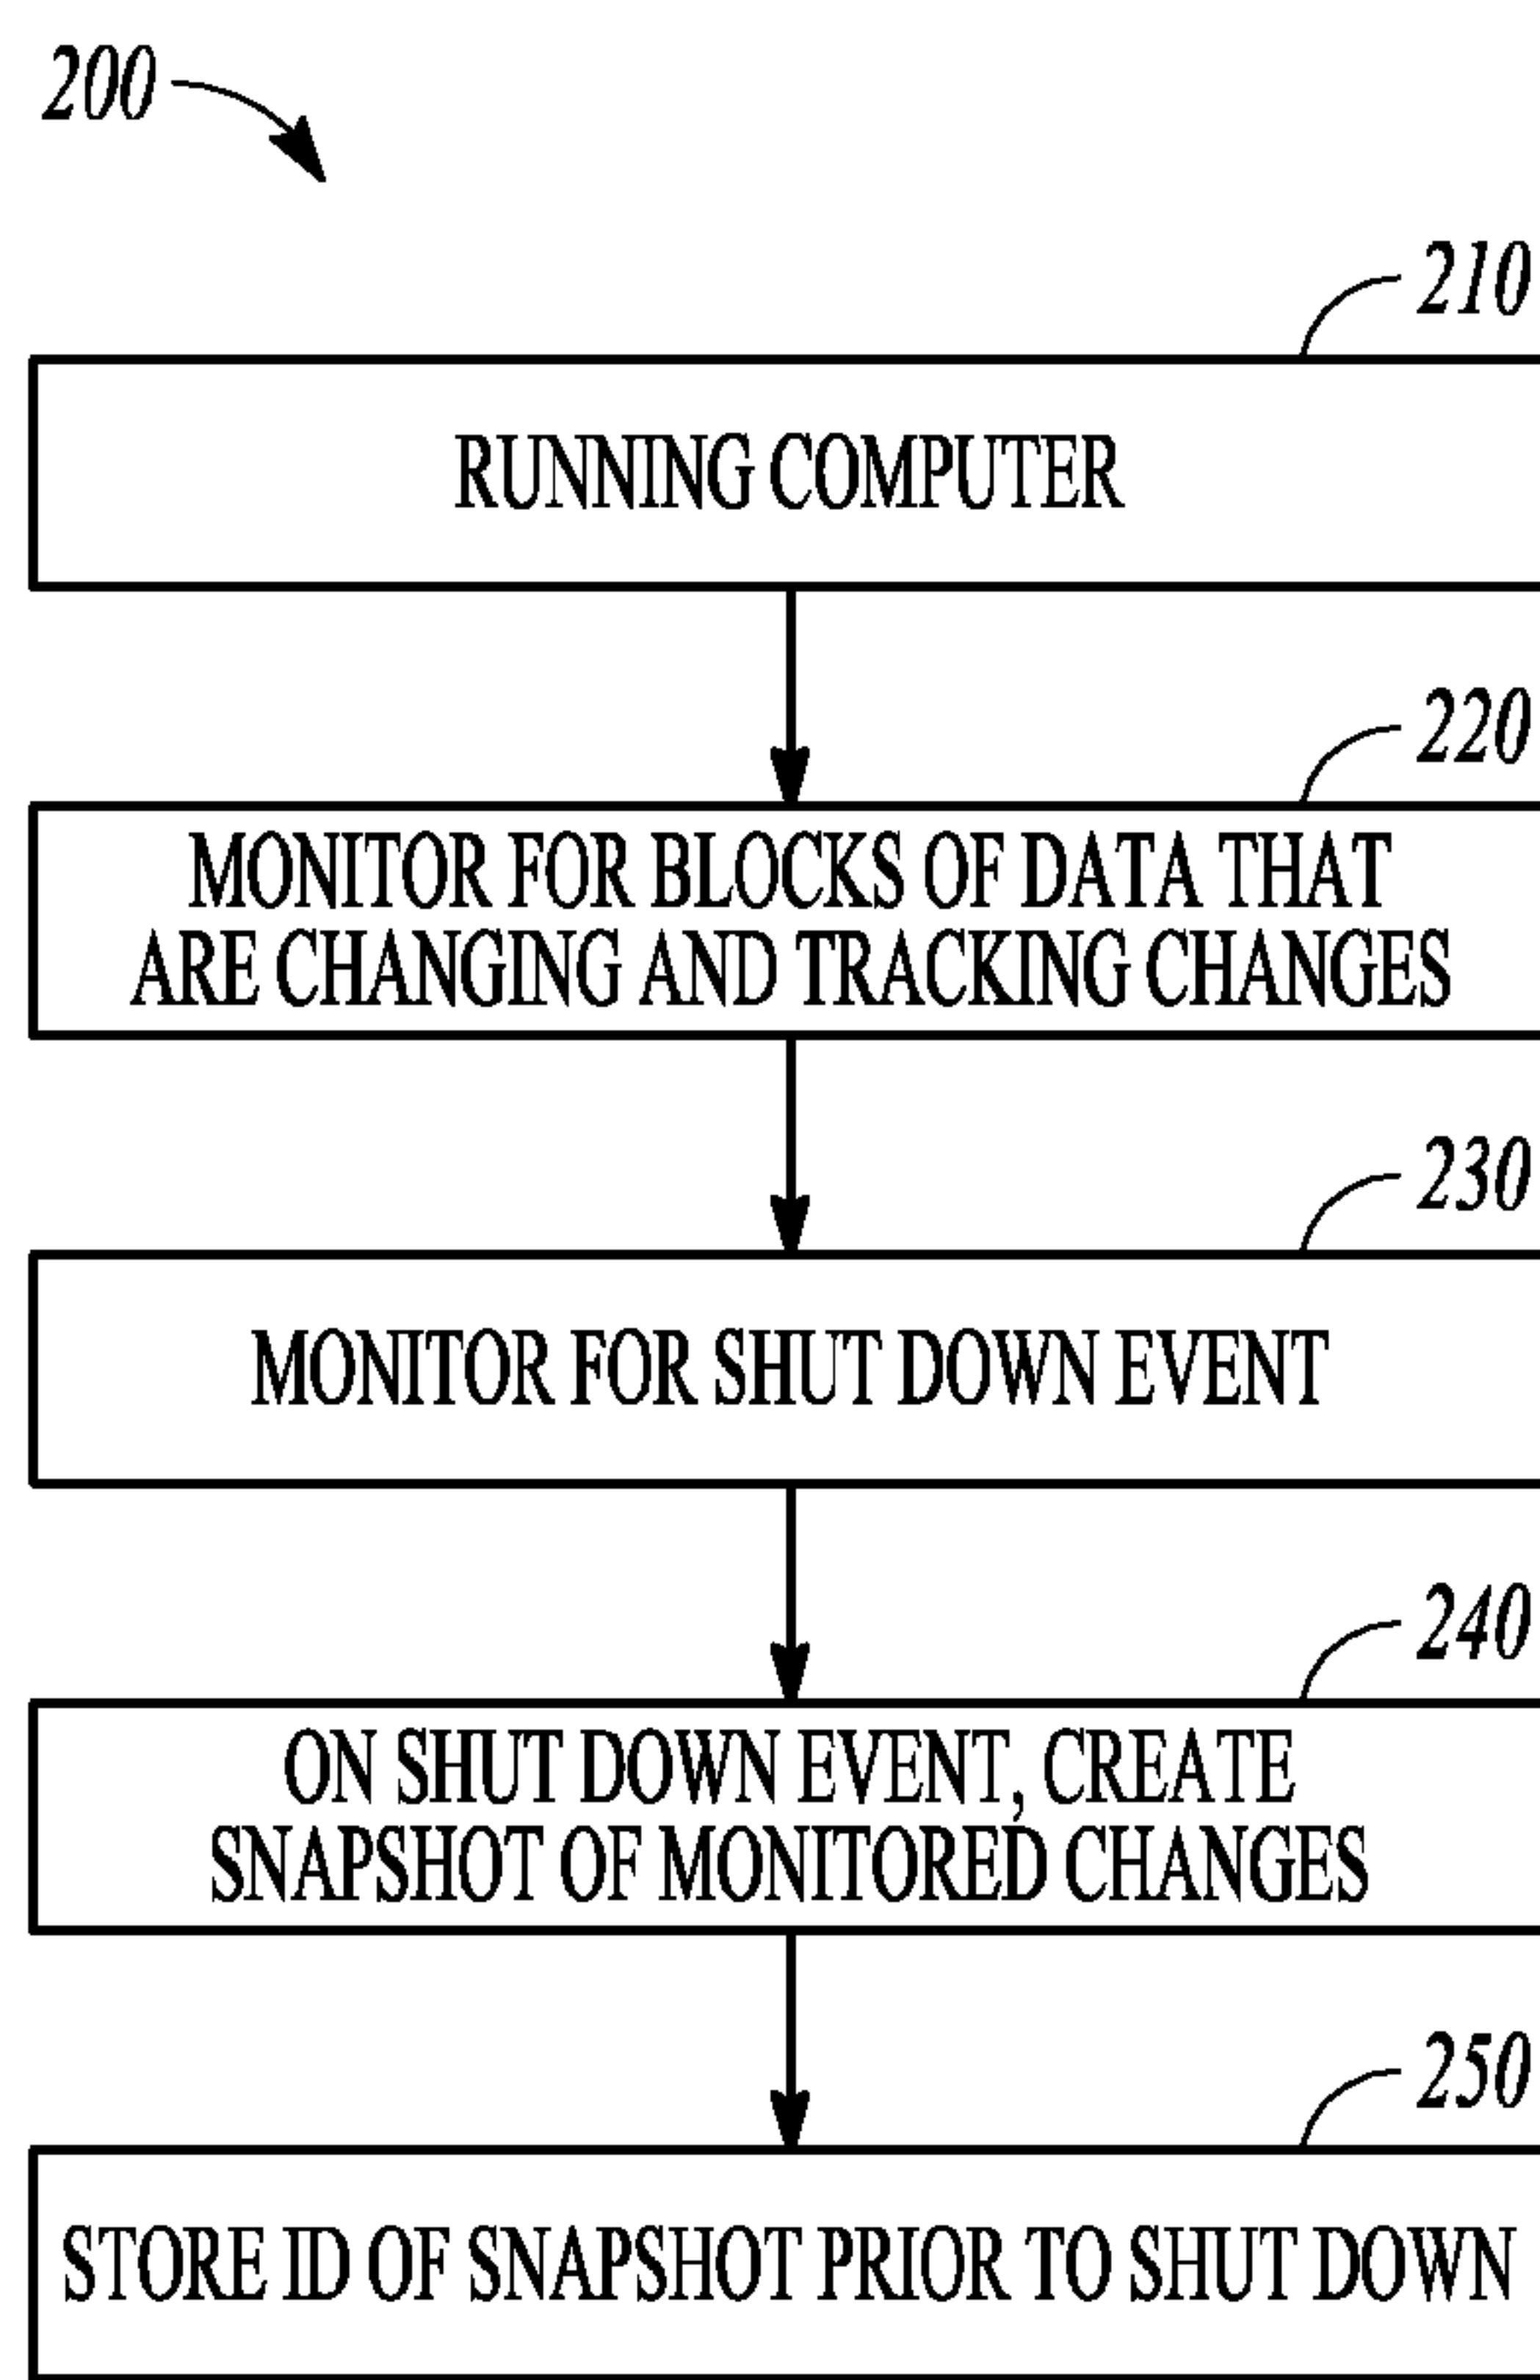 200
210
RUNNING COMPUTER
220
MONITOR FOR BLOCKS OF DATA THAT
ARE CHANGING AND TRACKING CHANGES
230
MONITOR FOR SHUT DOWN EVENT
240
ON SHUT DOWN EVENT, CREATE
SNAPSHOT OF MONITORED CHANGES
250
STORE ID OF SNAPSHOT PRIOR TO SHUT DOWN